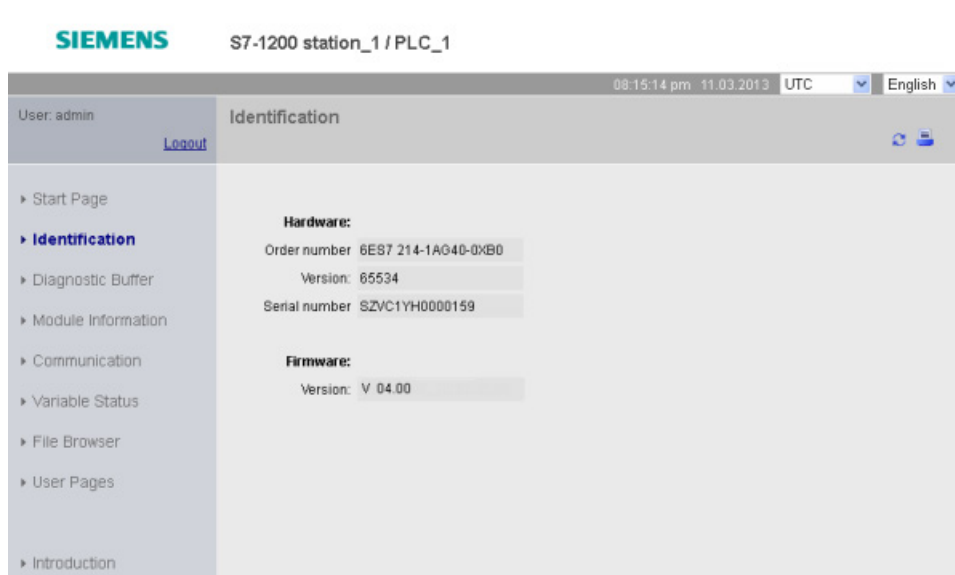 SIEMENS
S7-1200 station_1 / PLC_1
08:15:14 pm 11.03.2013 UTC English
User: admin
Logout
Identification
Start Page
Identification
Diagnostic Buffer
Module Information
Communication
Variable Status
File Browser
User Pages
Introduction
Hardware:
Order number 6ES7 214-1AG40-0XB0
Version: 65534
Serial number SZVC1YH0000159
Firmware:
Version: V 04.00